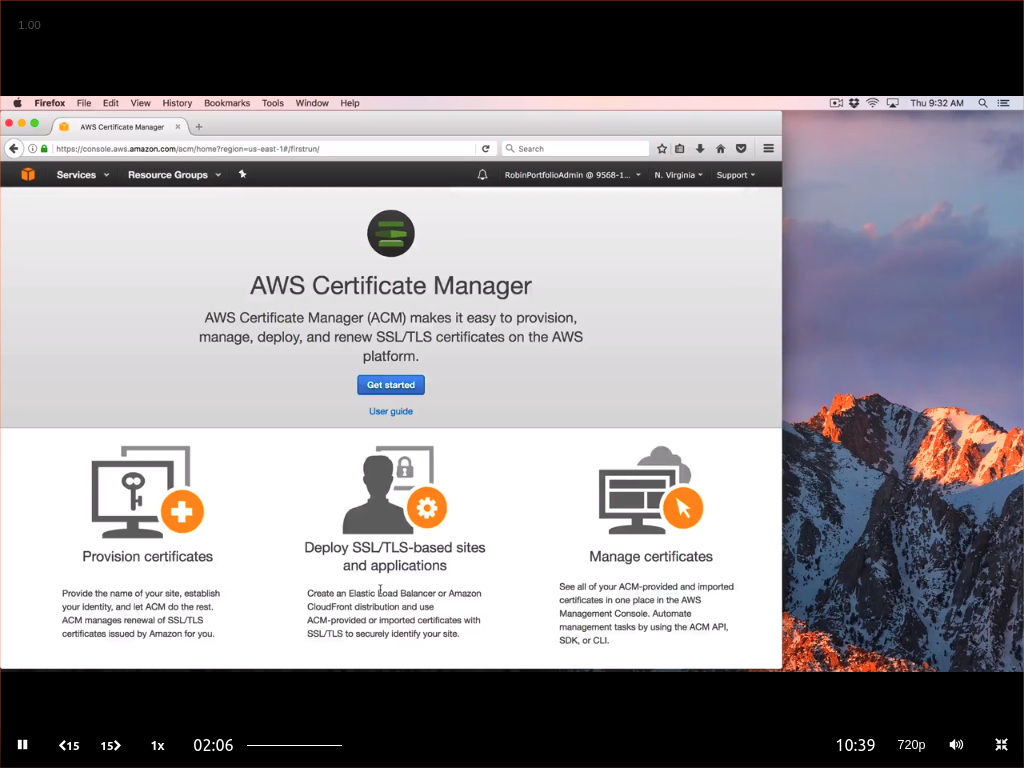 1.00
Firefox File Edit View History Bookmarks Tools Window Help Thu 9:32 AM
AWS Certificate Manager
https://console.aws.amazon.com/acm/home?region=us-east-1#/firstrun/ Search
Services Resource Groups RobinPortfolioAdmin @ 9568-1... N. Virginia Support
AWS Certificate Manager
AWS Certificate Manager (ACM) makes it easy to provision,
manage, deploy, and renew SSL/TLS certificates on the AWS
platform.
Get started
User guide
Provision certificates
Provide the name of your site, establish
your identity, and let ACM do the rest.
ACM manages renewal of SSL/TLS
certificates issued by Amazon for you.
Deploy SSL/TLS-based sites
and applications
Create an Elastic Load Balancer or Amazon
CloudFront distribution and use
ACM-provided or imported certificates with
SSL/TLS to securely identify your site.
Manage certificates
See all of your ACM-provided and imported
certificates in one place in the AWS
Management Console. Automate
management tasks by using the ACM API,
SDK, or CLI.
15 15 1x 02:06 10:39 720p